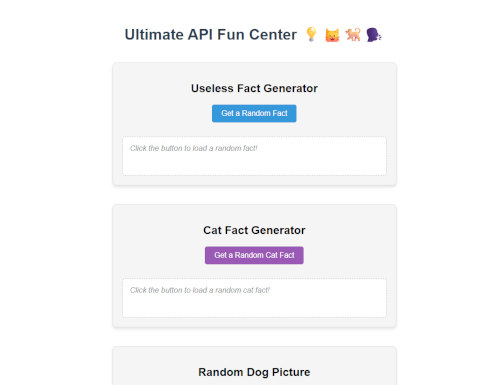 Ultimate API Fun Center 💡 😺 🐈 🗣
Useless Fact Generator
Get a Random Fact
Click the button to load a random fact!
Cat Fact Generator
Get a Random Cat Fact
Click the button to load a random cat fact!
Random Dog Picture